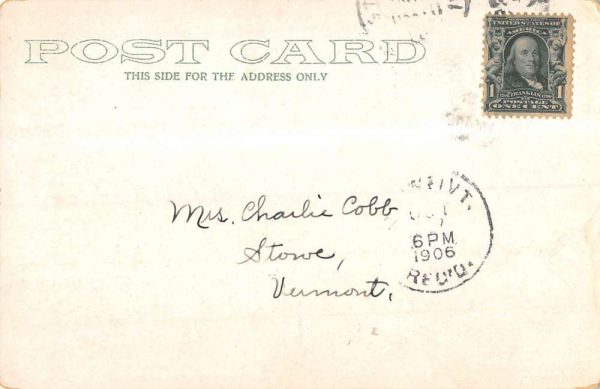 POST CARD
THIS SIDE FOR THE ADDRESS ONLY
UNITED STATES OF
AMERICA
FRANKLIN
1 1
POSTAGE
ONE CENT
Mrs. Charlie Cobb
Stowe,
Vermont,
VT.
6 PM
1906
REC'D.